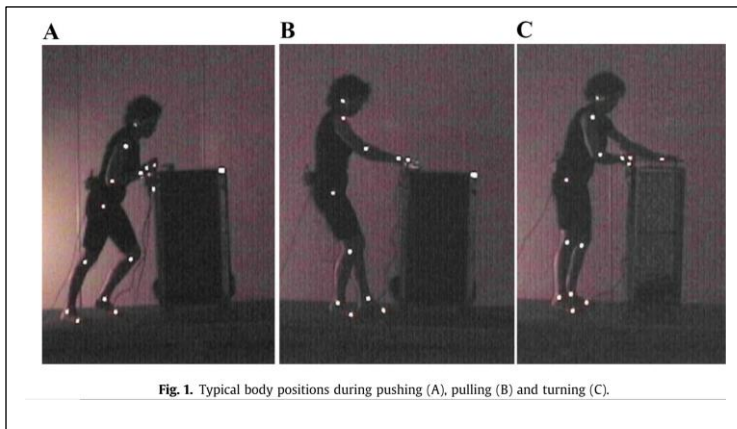 A B C
Fig. 1. Typical body positions during pushing (A), pulling (B) and turning (C).